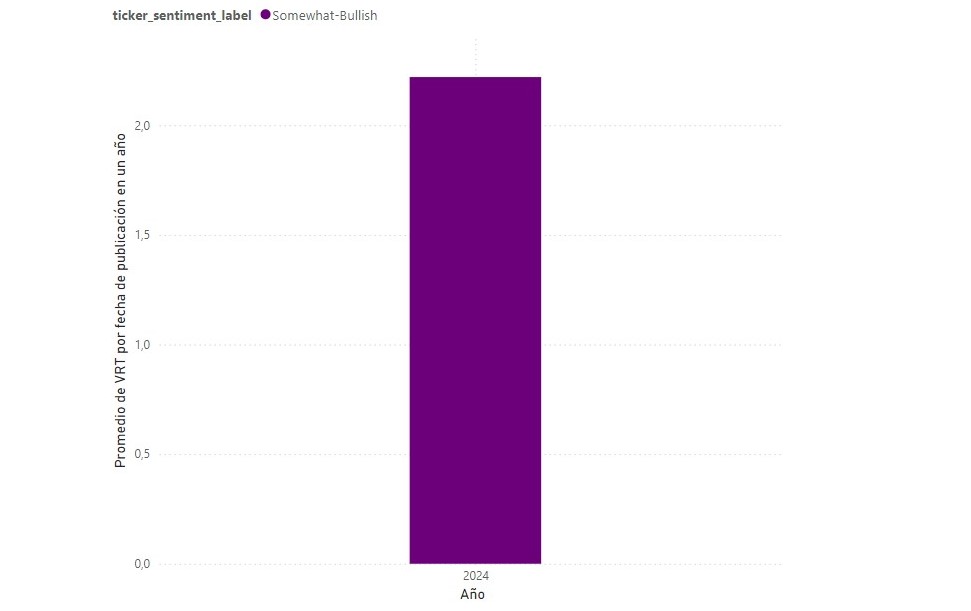 ticker_sentiment_label Somewhat-Bullish
Promedio de VRT por fecha de publicación en un año
2,0
1,5
1,0
0,5
0,0
2024
Año